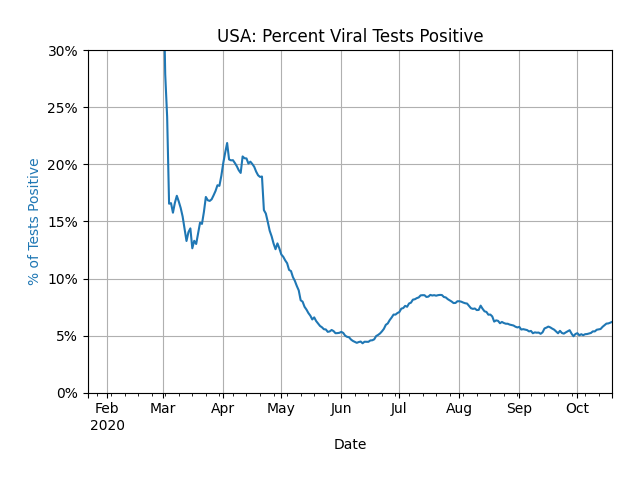 USA: Percent Viral Tests Positive
30%
25%
20%
15%
10%
5%
0%
% of Tests Positive
Feb Mar Apr May Jun Jul Aug Sep Oct
2020
Date